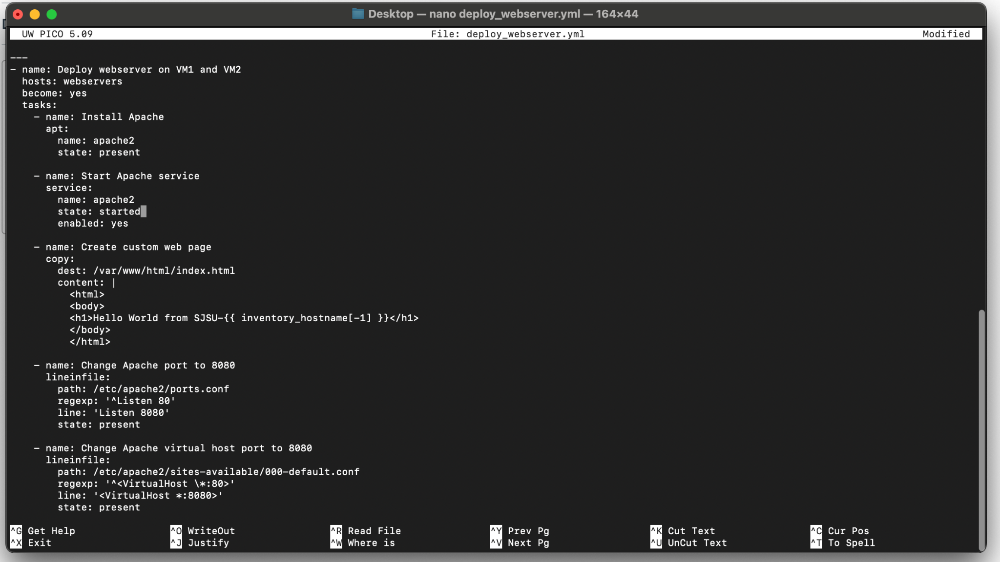 Desktop — nano deploy_webserver.yml — 164×44
UW PICO 5.09 File: deploy_webserver.yml Modified
---
- name: Deploy webserver on VM1 and VM2
  hosts: webservers
  become: yes
  tasks:
    - name: Install Apache
      apt:
        name: apache2
        state: present
    - name: Start Apache service
      service:
        name: apache2
        state: started
        enabled: yes
    - name: Create custom web page
      copy:
        dest: /var/www/html/index.html
        content: |
          <html>
          <body>
          <h1>Hello World from SJSU-{{ inventory_hostname[-1] }}</h1>
          </body>
          </html>
    - name: Change Apache port to 8080
      lineinfile:
        path: /etc/apache2/ports.conf
        regexp: '^Listen 80'
        line: 'Listen 8080'
        state: present
    - name: Change Apache virtual host port to 8080
      lineinfile:
        path: /etc/apache2/sites-available/000-default.conf
        regexp: '^<VirtualHost \*:80>'
        line: '<VirtualHost *:8080>'
        state: present
^G Get Help ^O WriteOut ^R Read File ^Y Prev Pg ^K Cut Text ^C Cur Pos
^X Exit ^J Justify ^W Where is ^V Next Pg ^U UnCut Text ^T To Spell